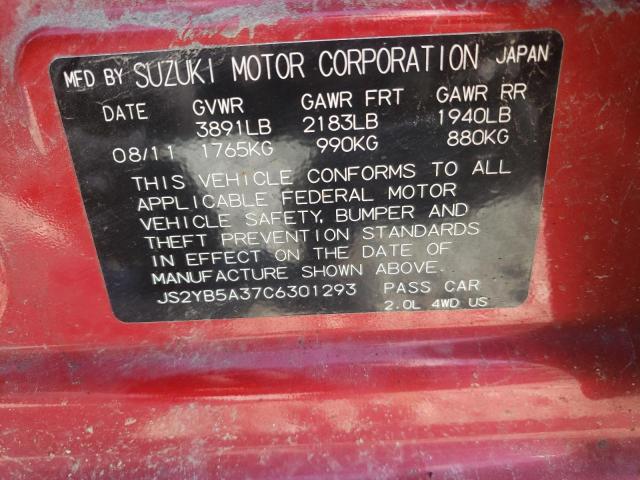 MFD BY SUZUKI MOTOR CORPORATION JAPAN
DATE GVWR GAWR FRT GAWR RR
3891LB 2183LB 1940LB
08/11 1765KG 990KG 880KG
THIS VEHICLE CONFORMS TO ALL
APPLICABLE FEDERAL MOTOR
VEHICLE SAFETY, BUMPER AND
THEFT PREVENTION STANDARDS
IN EFFECT ON THE DATE OF
MANUFACTURE SHOWN ABOVE.
JS2YB5A37C6301293 PASS CAR
2.0L 4WD US